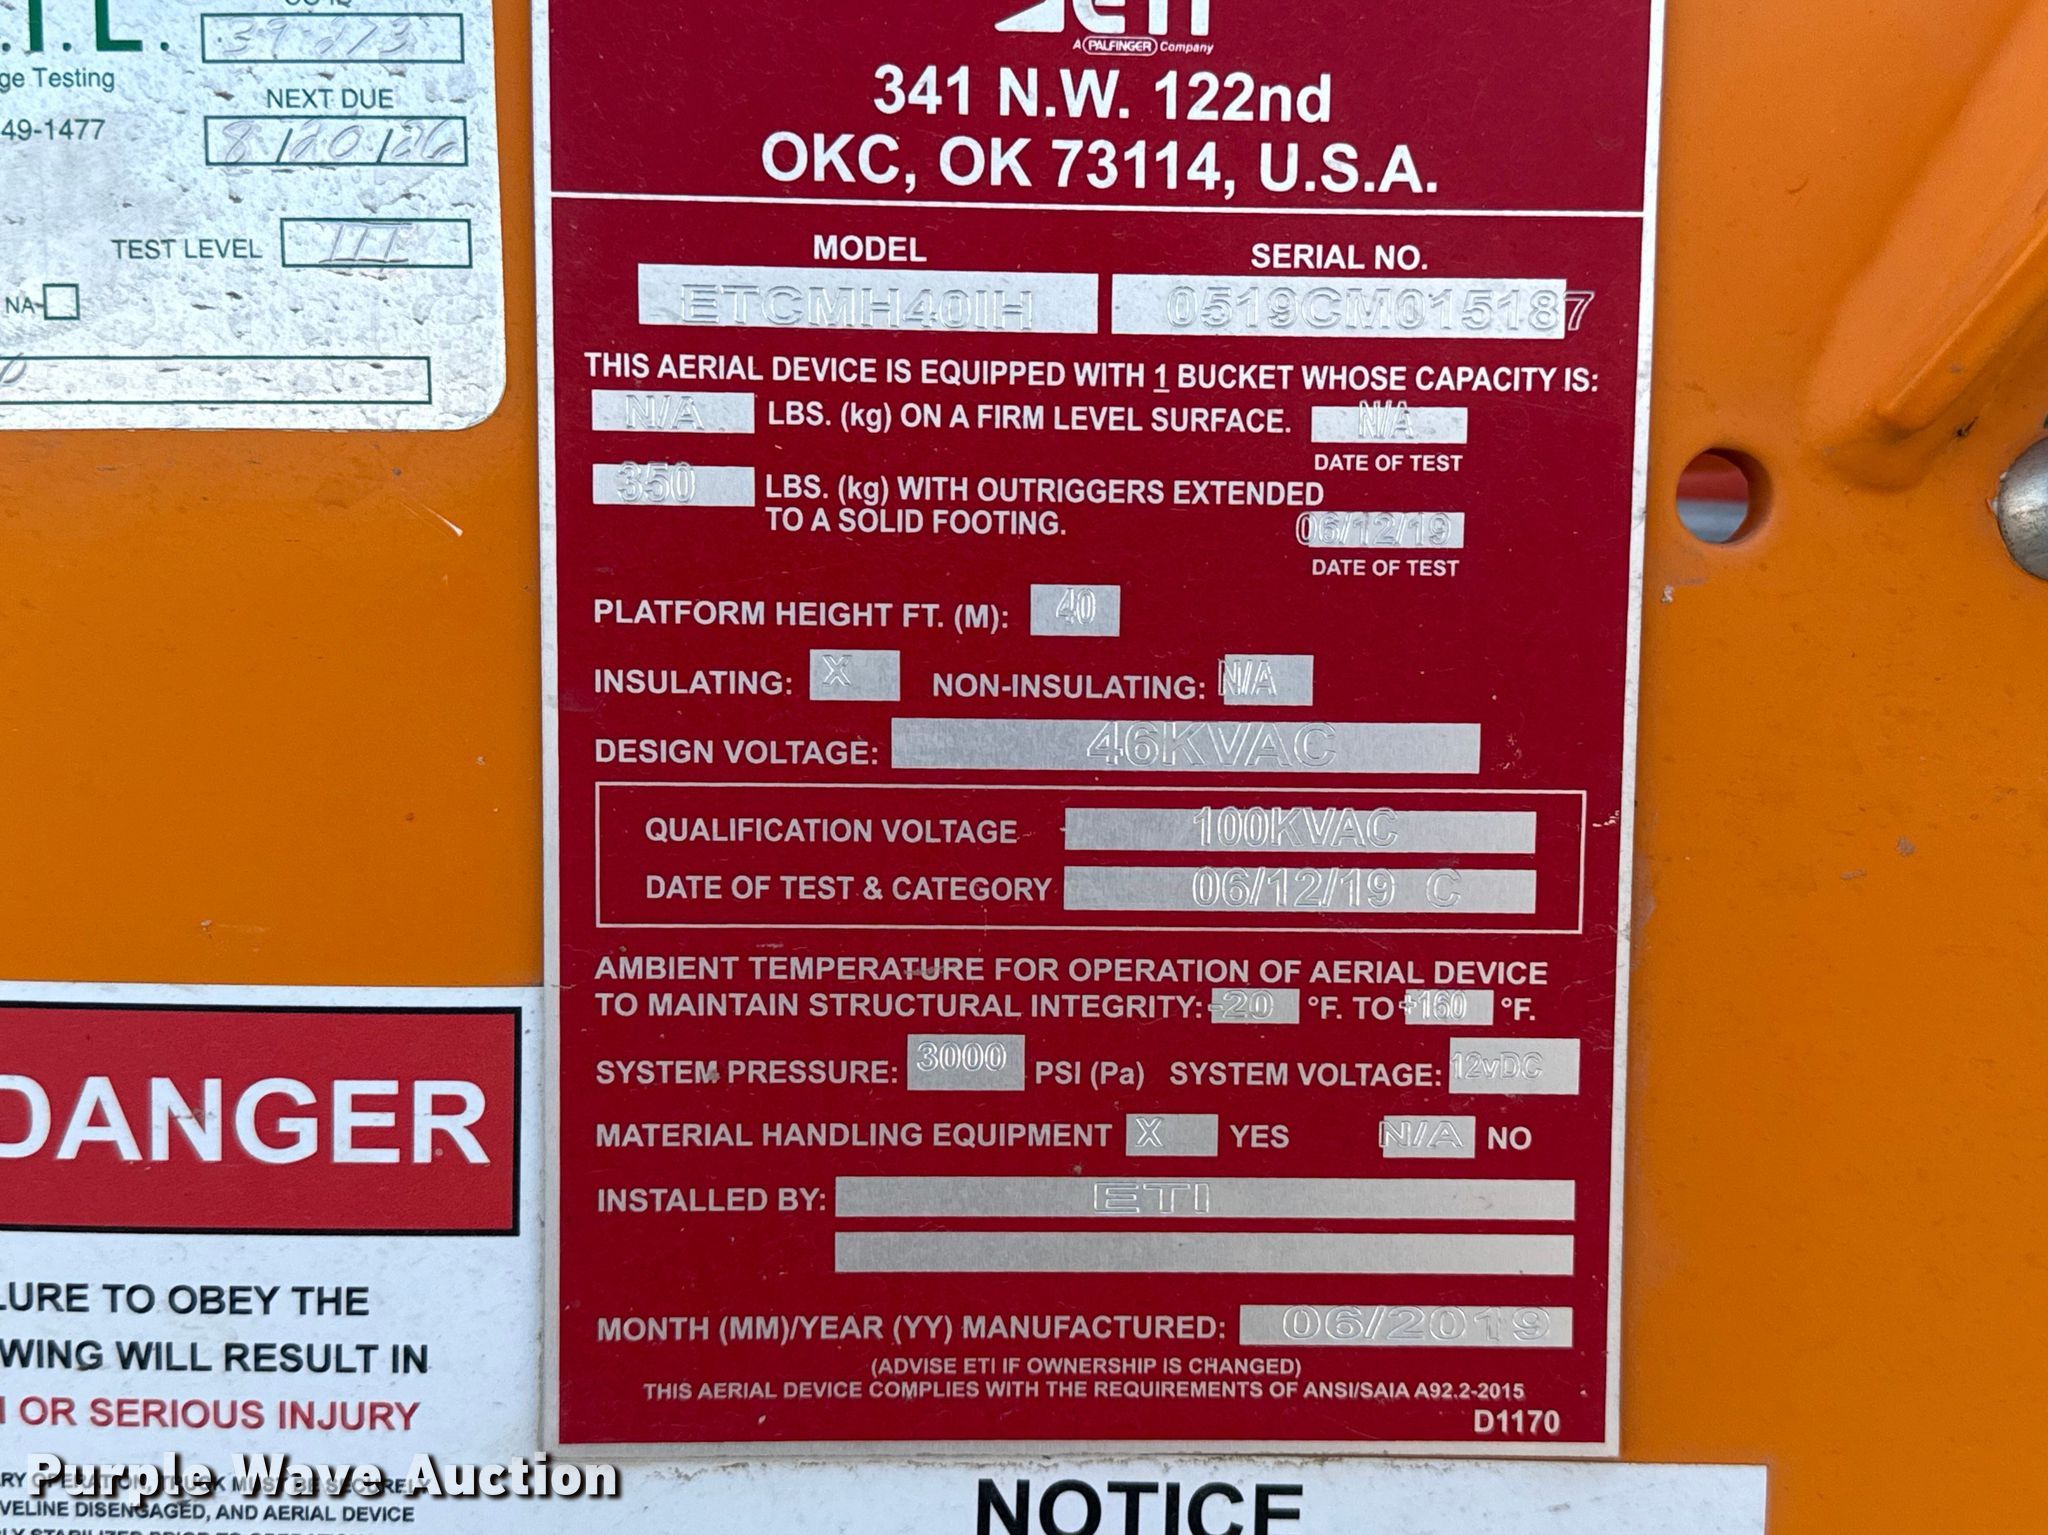 ge Testing
NEXT DUE
8/20/26
49-1477
TEST LEVEL III
NA
ETI
A PALFINGER Company
341 N.W. 122nd
OKC, OK 73114, U.S.A.
MODEL SERIAL NO.
ETCMH40IH 0519CM015187
THIS AERIAL DEVICE IS EQUIPPED WITH 1 BUCKET WHOSE CAPACITY IS:
N/A LBS. (kg) ON A FIRM LEVEL SURFACE. N/A
DATE OF TEST
350 LBS. (kg) WITH OUTRIGGERS EXTENDED
TO A SOLID FOOTING. 06/12/19
DATE OF TEST
PLATFORM HEIGHT FT. (M): 40
INSULATING: X NON-INSULATING: N/A
DESIGN VOLTAGE: 46KVAC
QUALIFICATION VOLTAGE 100KVAC
DATE OF TEST & CATEGORY 06/12/19 C
AMBIENT TEMPERATURE FOR OPERATION OF AERIAL DEVICE
TO MAINTAIN STRUCTURAL INTEGRITY: -20 °F. TO +160 °F.
SYSTEM PRESSURE: 3000 PSI (Pa) SYSTEM VOLTAGE: 12vDC
MATERIAL HANDLING EQUIPMENT X YES N/A NO
INSTALLED BY: ETI
MONTH (MM)/YEAR (YY) MANUFACTURED: 06/2019
(ADVISE ETI IF OWNERSHIP IS CHANGED)
THIS AERIAL DEVICE COMPLIES WITH THE REQUIREMENTS OF ANSI/SAIA A92.2-2015
D1170
DANGER
LURE TO OBEY THE
WING WILL RESULT IN
OR SERIOUS INJURY
Purple Wave Auction
VELINE DISENGAGED, AND AERIAL DEVICE
NOTICE